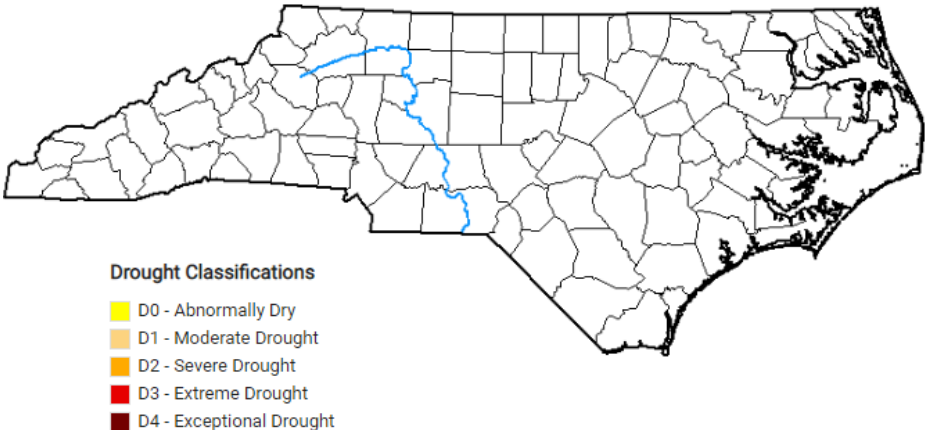 Drought Classifications
D0 - Abnormally Dry
D1 - Moderate Drought
D2 - Severe Drought
D3 - Extreme Drought
D4 - Exceptional Drought